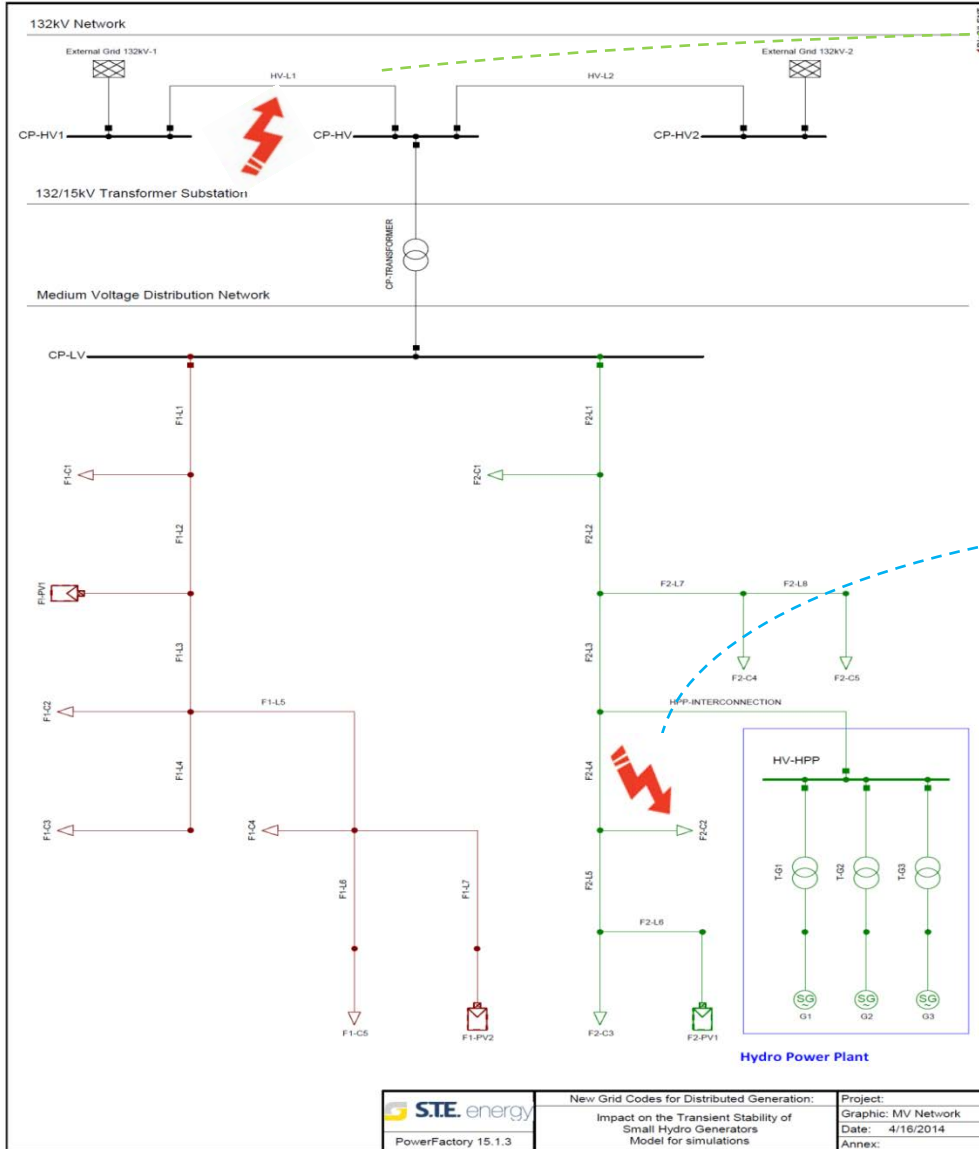 132kV Network
External Grid 132kV-1
External Grid 132kV-2
HV-L1
HV-L2
CP-HV1
CP-HV
CP-HV2
132/15kV Transformer Substation
CP-TRANSFORMER
Medium Voltage Distribution Network
CP-LV
F1-L1
F2-L1
F1-C1
F2-C1
F1-L2
F2-L2
F2-L7
F2-L8
F1-L3
F2-L3
F2-C4
F2-C5
F1-C2
F1-L5
HPP-INTERCONNECTION
F1-L4
F2-L4
HV-HPP
F1-C3
F1-C4
F2-C2
F1-L6
F1-L7
F2-L5
T-G1
T-G2
T-G3
F2-L6
SG
SG
SG
G1
G2
G3
F1-C5
F1-PV2
F2-C3
F2-PV1
Hydro Power Plant
S.T.E. energy
PowerFactory 15.1.3
New Grid Codes for Distributed Generation:
Impact on the Transient Stability of
Small Hydro Generators
Model for simulations
Project:
Graphic: MV Network
Date: 4/16/2014
Annex: